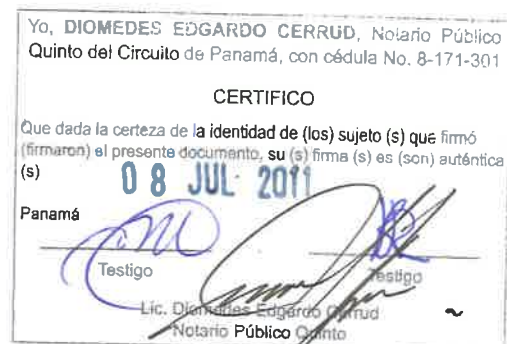 Yo, DIOMEDES EDGARDO CERRUD, Notario Público
Quinto del Circuito de Panamá, con cédula No. 8-171-301
CERTIFICO
Que dada la certeza de la identidad de (los) sujeto (s) que firmó
(firmaron) el presente documento, su (s) firma (s) es (son) auténtica
(s)
08 JUL 2011
Panamá
Testigo Testigo
Lic. Diomedes Edgardo Cerrud
Notario Público Quinto